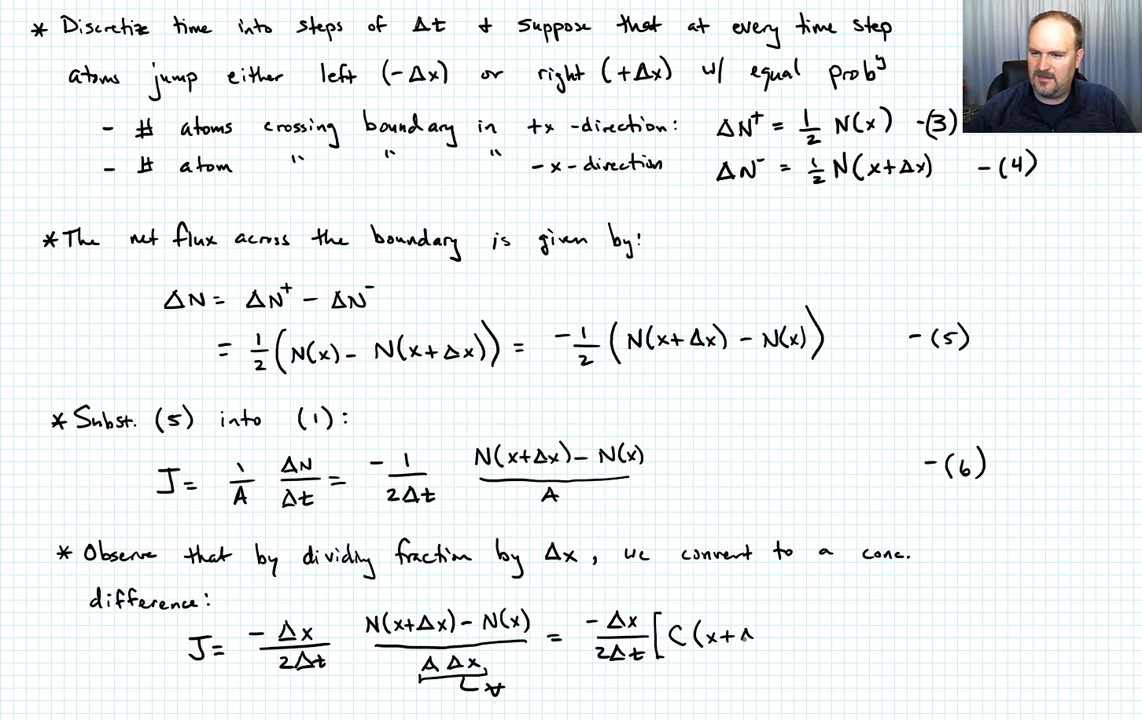 * Discretize time into steps of Δt + suppose that at every time step
atoms jump either left (-Δx) or right (+Δx) w/ equal prob^y
- # atoms crossing boundary in +x -direction: ΔN⁺ = 1/2 N(x) -(3)
- # atom " " " -x-direction ΔN⁻ = 1/2 N(x+Δx) -(4)
* The net flux across the boundary is given by:
ΔN = ΔN⁺ - ΔN⁻
= 1/2 (N(x) - N(x+Δx)) = -1/2 (N(x+Δx) - N(x)) -(5)
* Subst. (5) into (1):
J = 1/A ΔN/Δt = -1/2Δt N(x+Δx) - N(x)/A -(6)
* Observe that by dividing fraction by Δx, we convert to a conc.
difference:
J = -Δx/2Δt N(x+Δx) - N(x)/A Δx = -Δx/2Δt [C(x+